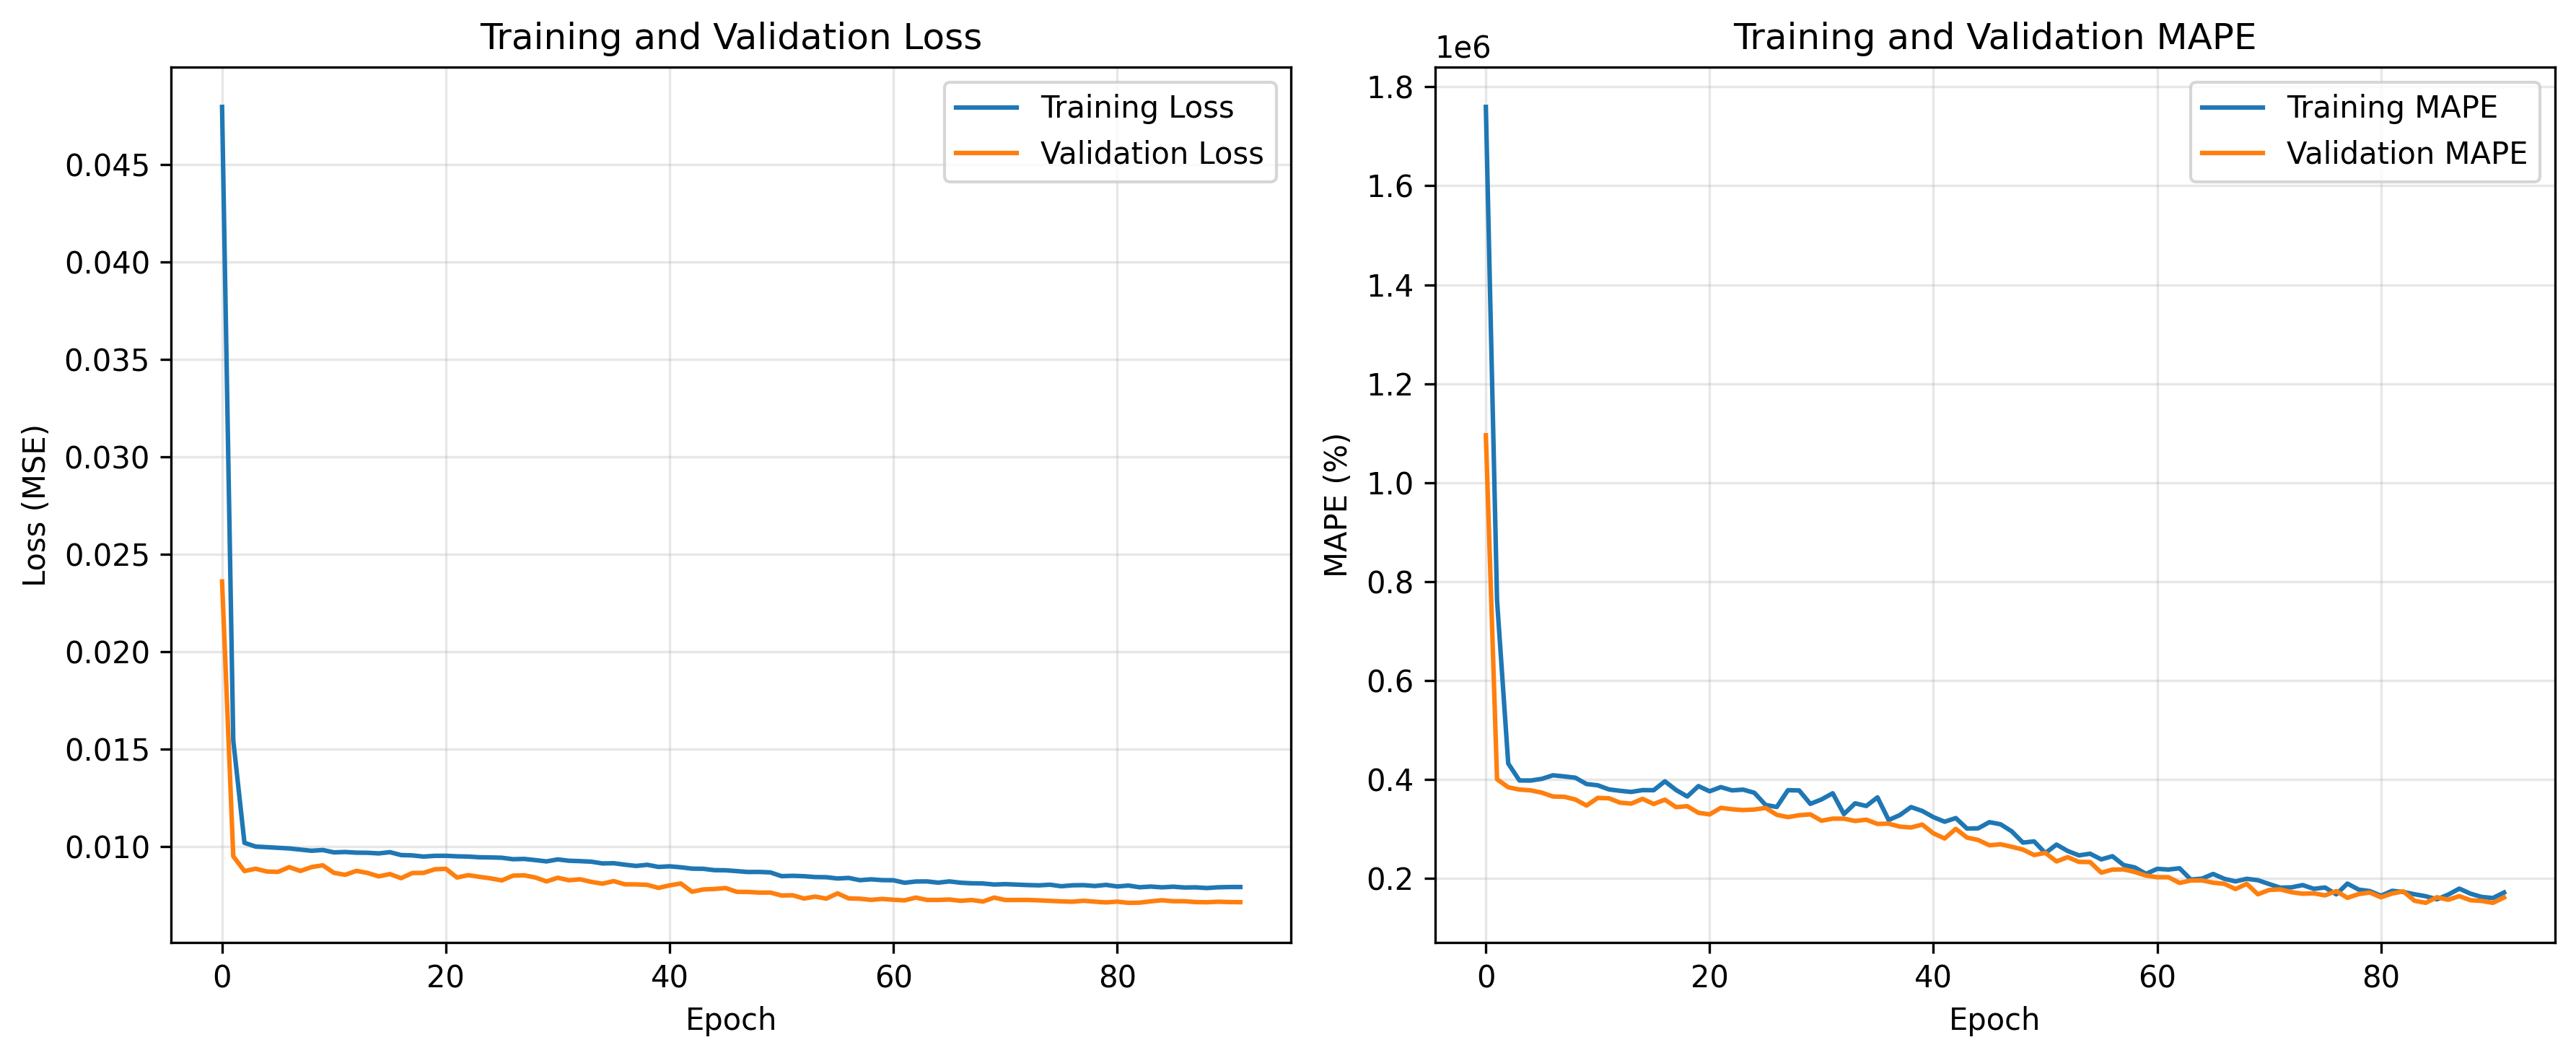 Training and Validation Loss
Training Loss
Validation Loss
0.045
0.040
0.035
0.030
0.025
0.020
0.015
0.010
Loss (MSE)
0 20 40 60 80
Epoch
Training and Validation MAPE
1e6
Training MAPE
Validation MAPE
1.8
1.6
1.4
1.2
1.0
0.8
0.6
0.4
0.2
MAPE (%)
0 20 40 60 80
Epoch